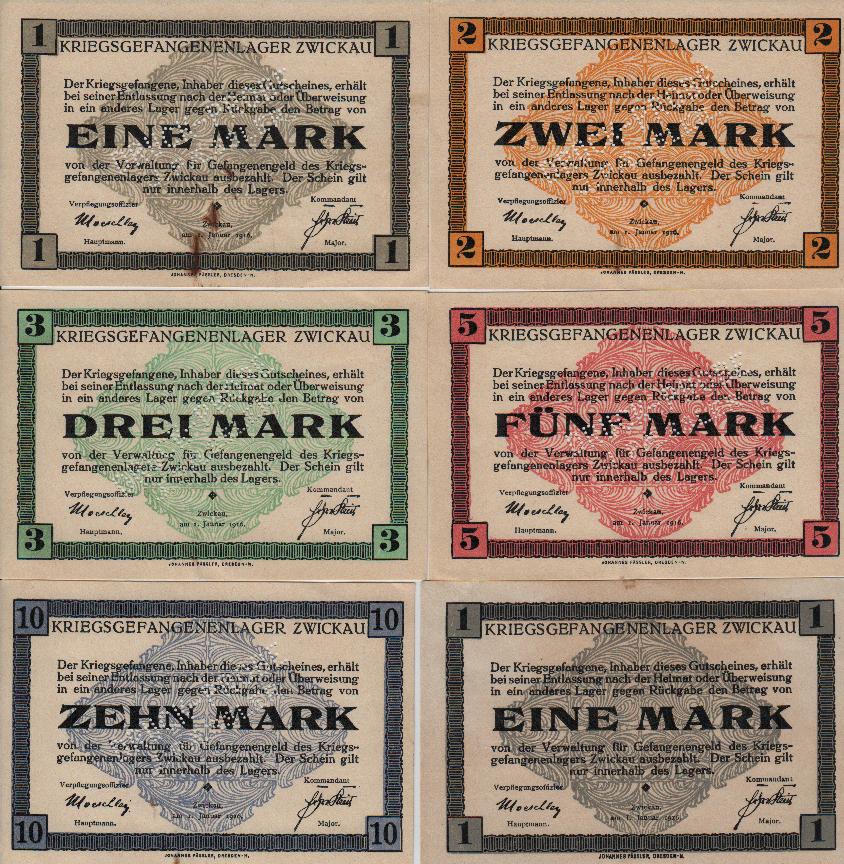 1 1
KRIEGSGEFANGENENLAGER ZWICKAU
Der Kriegsgefangene, Inhaber dieses Gutscheines, erhält
bei seiner Entlassung nach der Heimat oder Überweisung
in ein anderes Lager gegen Rückgabe den Betrag von
EINE MARK
von der Verwaltung für Gefangenengeld des Kriegs-
gefangenenlagers Zwickau ausbezahlt. Der Schein gilt
nur innerhalb des Lagers.
Verpflegungsoffizier Kommandant
Zwickau,
am 1. Januar 1916.
Hauptmann. Major.
1 1
JOHANNES PÄSSLER, DRESDEN-N.
2 2
KRIEGSGEFANGENENLAGER ZWICKAU
Der Kriegsgefangene, Inhaber dieses Gutscheines, erhält
bei seiner Entlassung nach der Heimat oder Überweisung
in ein anderes Lager gegen Rückgabe den Betrag von
ZWEI MARK
von der Verwaltung für Gefangenengeld des Kriegs-
gefangenenlagers Zwickau ausbezahlt. Der Schein gilt
nur innerhalb des Lagers.
Verpflegungsoffizier Kommandant
Zwickau,
am 1. Januar 1916.
Hauptmann. Major.
2 2
JOHANNES PÄSSLER, DRESDEN-N.
3 3
KRIEGSGEFANGENENLAGER ZWICKAU
Der Kriegsgefangene, Inhaber dieses Gutscheines, erhält
bei seiner Entlassung nach der Heimat oder Überweisung
in ein anderes Lager gegen Rückgabe den Betrag von
DREI MARK
von der Verwaltung für Gefangenengeld des Kriegs-
gefangenenlagers Zwickau ausbezahlt. Der Schein gilt
nur innerhalb des Lagers.
Verpflegungsoffizier Kommandant
Zwickau,
am 1. Januar 1916.
Hauptmann. Major.
3 3
JOHANNES PÄSSLER, DRESDEN-N.
5 5
KRIEGSGEFANGENENLAGER ZWICKAU
Der Kriegsgefangene, Inhaber dieses Gutscheines, erhält
bei seiner Entlassung nach der Heimat oder Überweisung
in ein anderes Lager gegen Rückgabe den Betrag von
FÜNF MARK
von der Verwaltung für Gefangenengeld des Kriegs-
gefangenenlagers Zwickau ausbezahlt. Der Schein gilt
nur innerhalb des Lagers.
Verpflegungsoffizier Kommandant
Zwickau,
am 1. Januar 1916.
Hauptmann. Major.
5 5
JOHANNES PÄSSLER, DRESDEN-N.
10 10
KRIEGSGEFANGENENLAGER ZWICKAU
Der Kriegsgefangene, Inhaber dieses Gutscheines, erhält
bei seiner Entlassung nach der Heimat oder Überweisung
in ein anderes Lager gegen Rückgabe den Betrag von
ZEHN MARK
von der Verwaltung für Gefangenengeld des Kriegs-
gefangenenlagers Zwickau ausbezahlt. Der Schein gilt
nur innerhalb des Lagers.
Verpflegungsoffizier Kommandant
Zwickau,
am 1. Januar 1916.
Hauptmann. Major.
10 10
JOHANNES PÄSSLER, DRESDEN-N.
1 1
KRIEGSGEFANGENENLAGER ZWICKAU
Der Kriegsgefangene, Inhaber dieses Gutscheines, erhält
bei seiner Entlassung nach der Heimat oder Überweisung
in ein anderes Lager gegen Rückgabe den Betrag von
EINE MARK
von der Verwaltung für Gefangenengeld des Kriegs-
gefangenenlagers Zwickau ausbezahlt. Der Schein gilt
nur innerhalb des Lagers.
Verpflegungsoffizier Kommandant
Zwickau,
am 1. Januar 1916.
Hauptmann. Major.
1 1
JOHANNES PÄSSLER, DRESDEN-N.